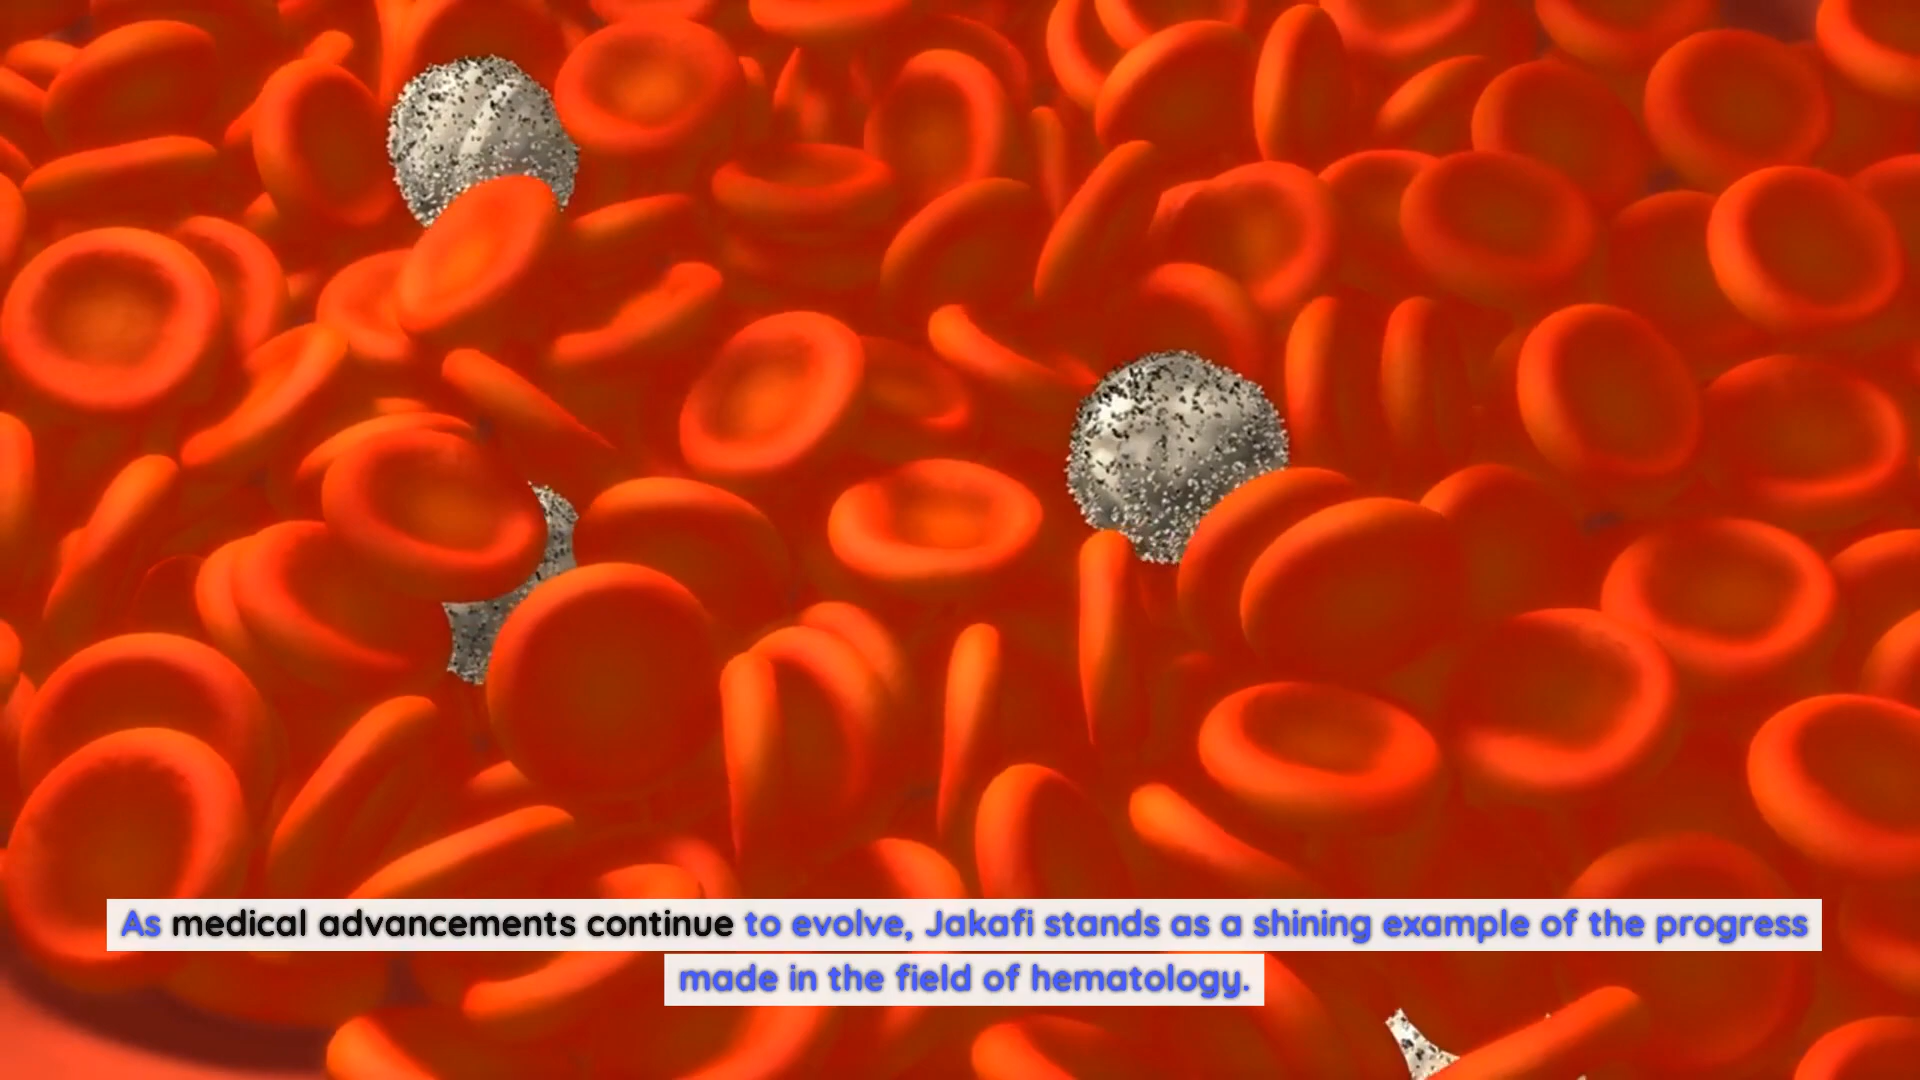 As medical advancements continue to evolve, Jakafi stands as a shining example of the progress
made in the field of hematology.